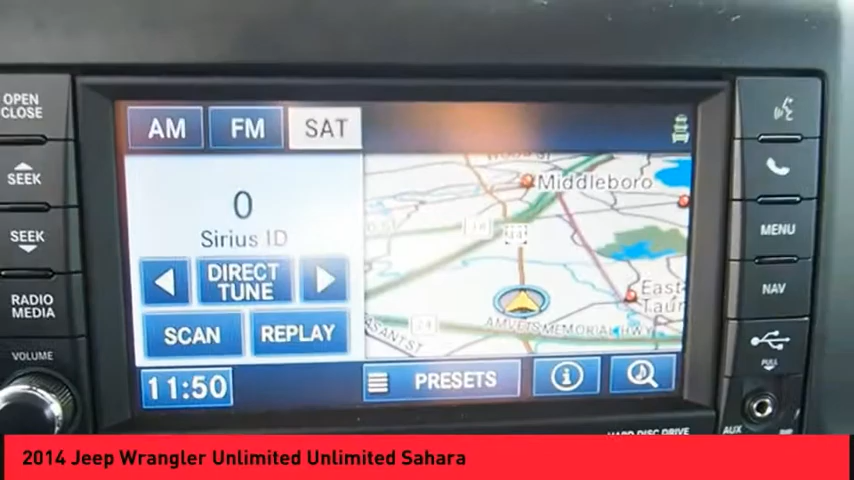 OPEN
CLOSE
SEEK
SEEK
RADIO
MEDIA
VOLUME
AM
FM
SAT
0
Sirius ID
DIRECT
TUNE
SCAN
REPLAY
11:50
PRESETS
Middleboro
East
Taun
24
AMVETS MEMORIAL HWY
MENU
NAV
PULL
AUX
HARD DISC DRIVE
2014 Jeep Wrangler Unlimited Unlimited Sahara